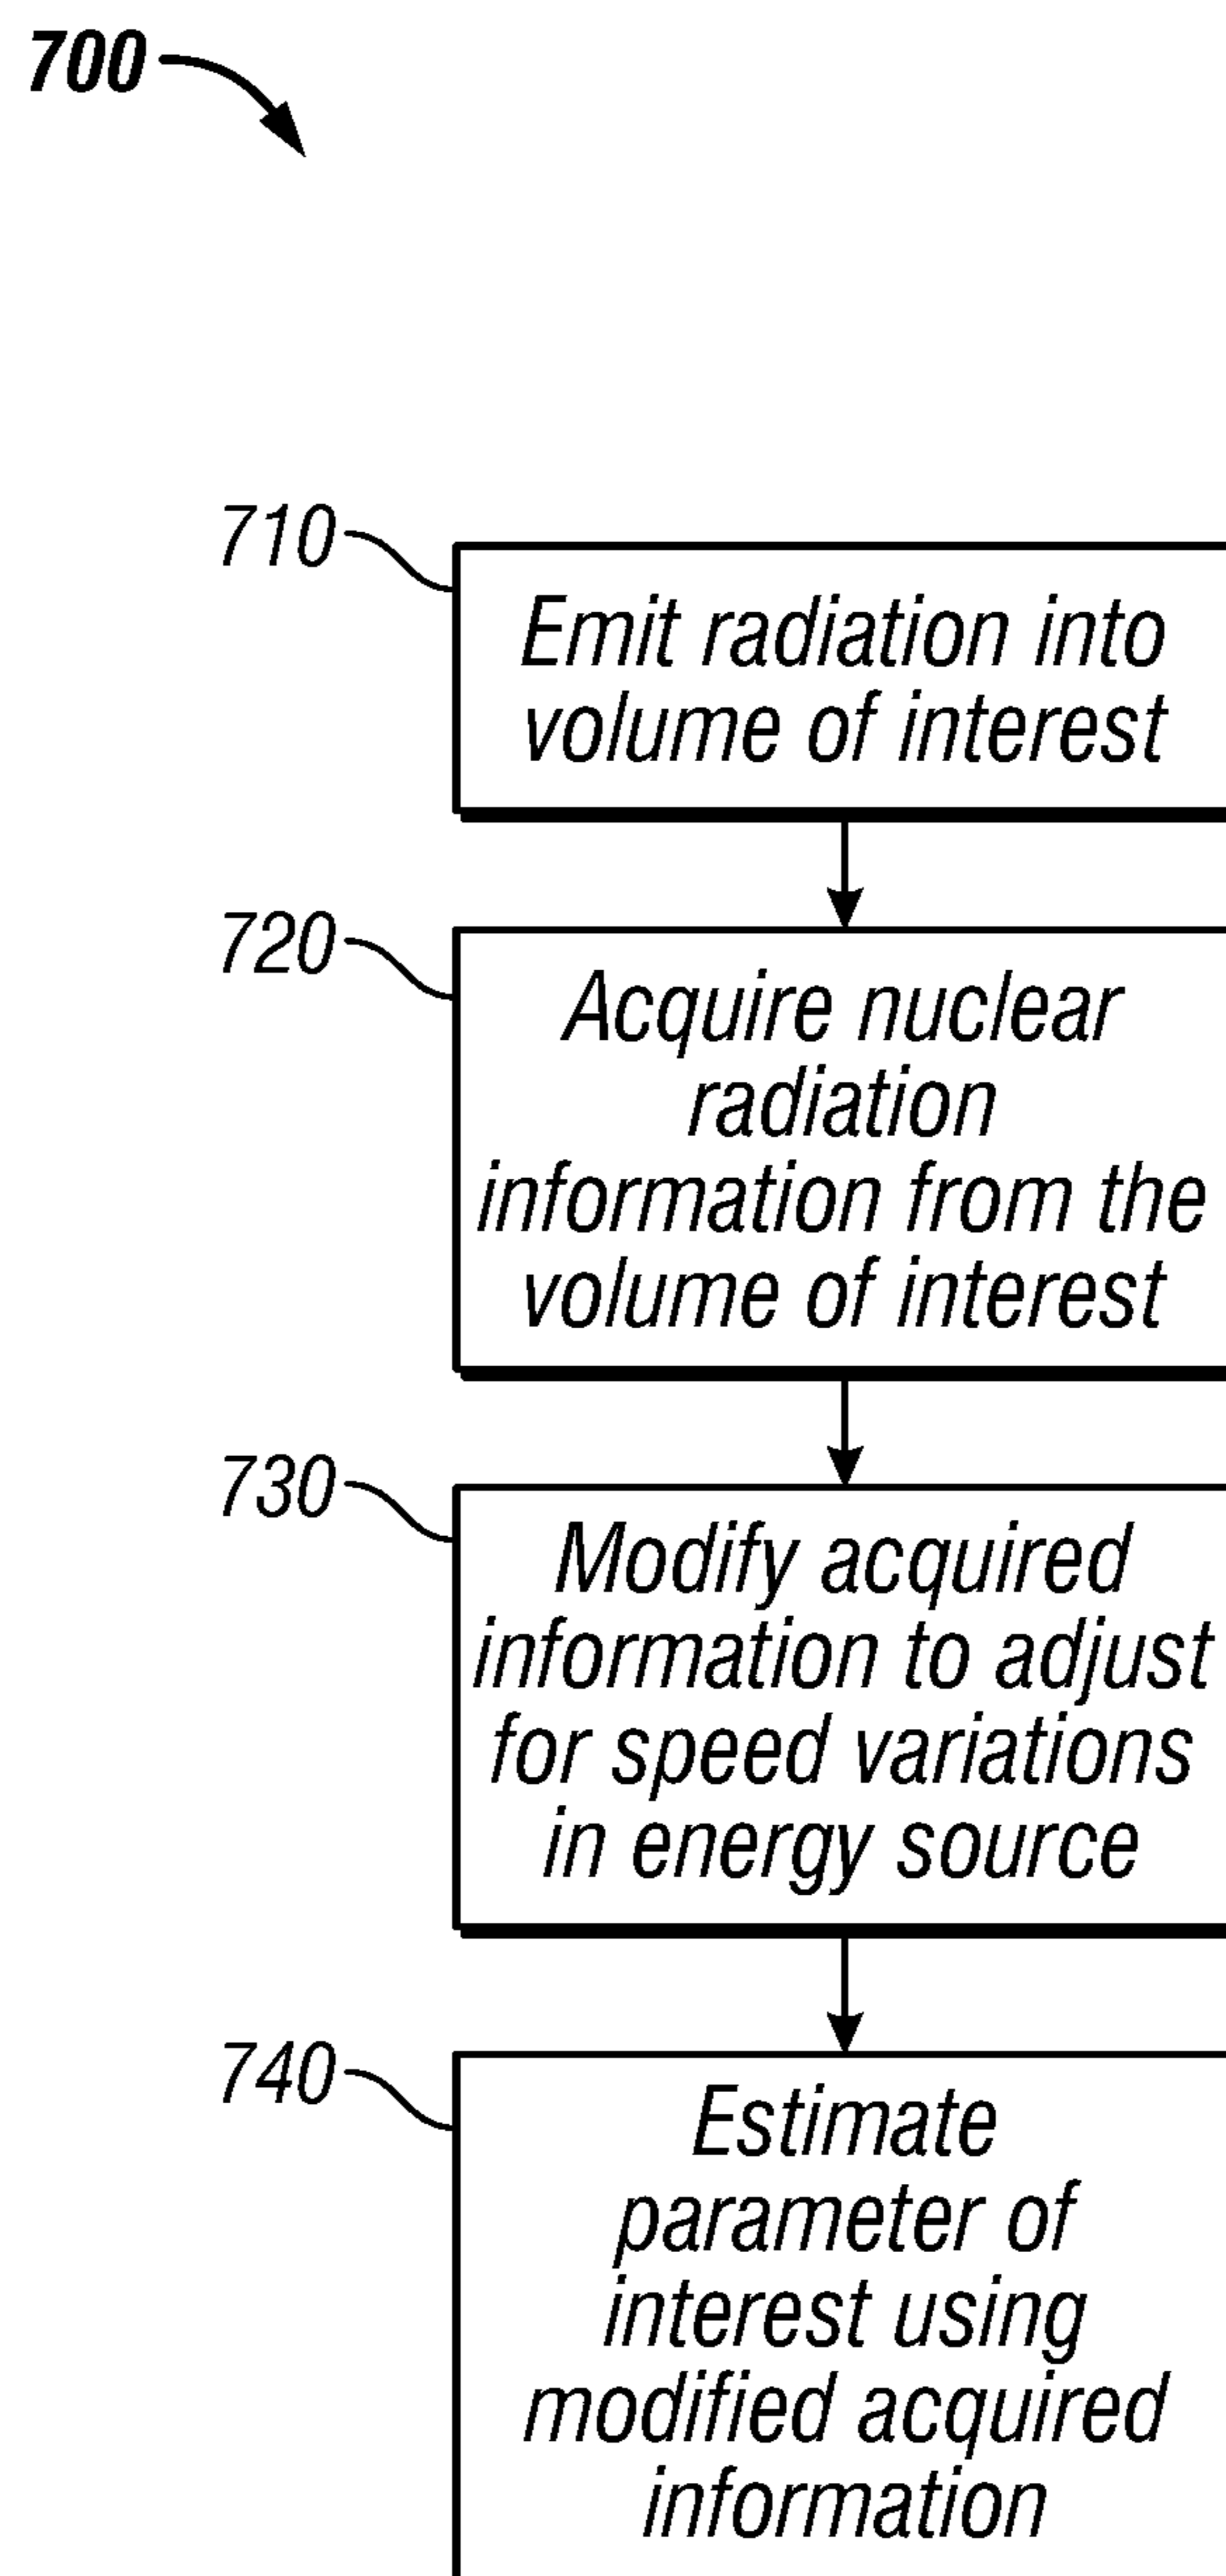 700
710
Emit radiation into
volume of interest
720
Acquire nuclear
radiation
information from the
volume of interest
730
Modify acquired
information to adjust
for speed variations
in energy source
740
Estimate
parameter of
interest using
modified acquired
information